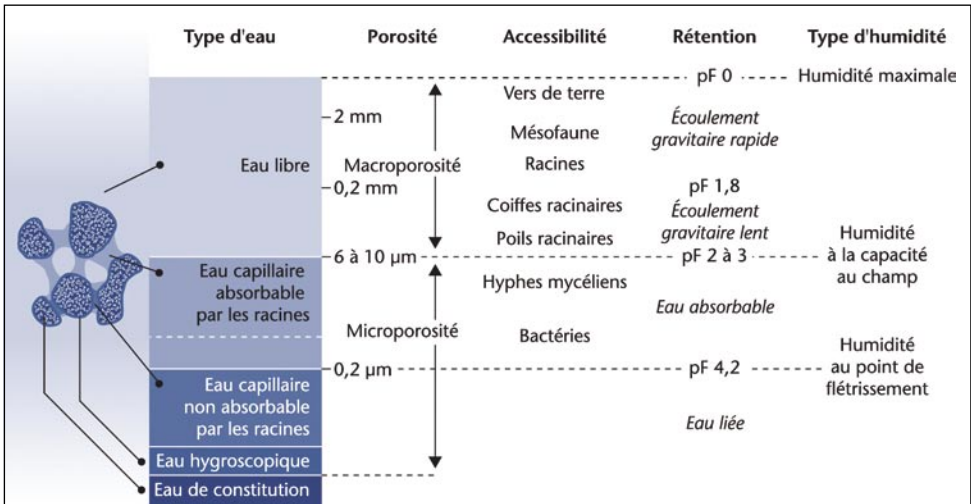 Type d'eau Porosité Accessibilité Rétention Type d'humidité
pF 0 Humidité maximale
Vers de terre
2 mm
Écoulement
gravitaire rapide
Mésofaune
Eau libre
Macroporosité
Racines
0,2 mm
pF 1,8
Coiffes racinaires
Écoulement
gravitaire lent
Poils racinaires
6 à 10 µm
pF 2 à 3
Humidité
à la capacité
au champ
Eau capillaire
absorbable
par les racines
Hyphes mycéliens
Eau absorbable
Microporosité
Bactéries
0,2 µm
pF 4,2
Humidité
au point de
flétrissement
Eau capillaire
non absorbable
par les racines
Eau liée
Eau hygroscopique
Eau de constitution